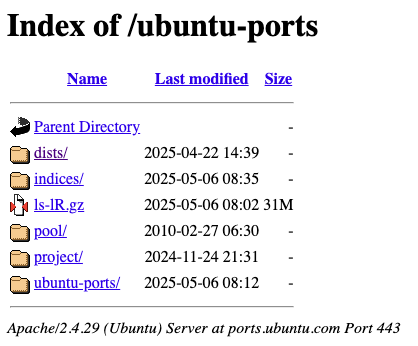 Index of /ubuntu-ports
Name Last modified Size
Parent Directory -
dists/ 2025-04-22 14:39 -
indices/ 2025-05-06 08:35 -
ls-lR.gz 2025-05-06 08:02 31M
pool/ 2010-02-27 06:30 -
project/ 2024-11-24 21:31 -
ubuntu-ports/ 2025-05-06 08:12 -
Apache/2.4.29 (Ubuntu) Server at ports.ubuntu.com Port 443